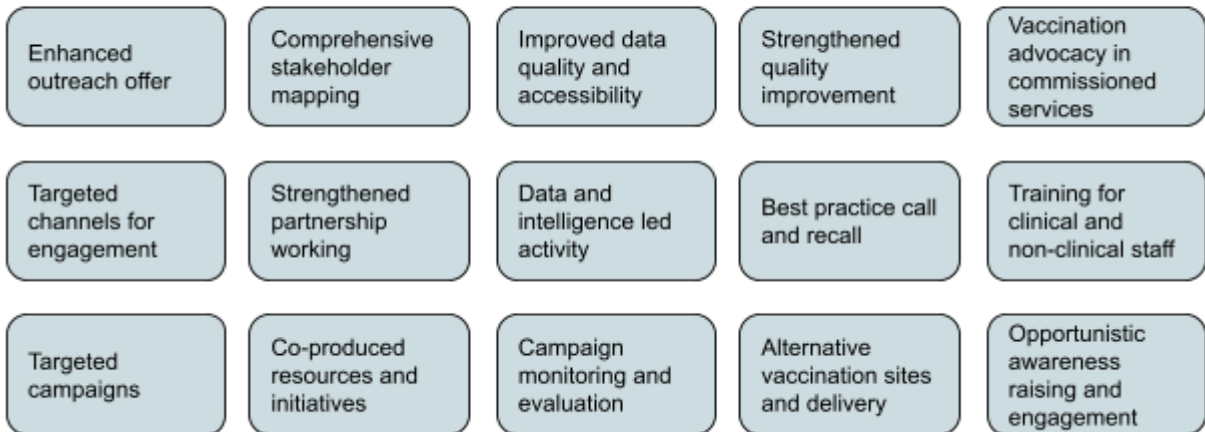 Enhanced
outreach offer
Comprehensive
stakeholder
mapping
Improved data
quality and
accessibility
Strengthened
quality
improvement
Vaccination
advocacy in
commissioned
services
Targeted
channels for
engagement
Strengthened
partnership
working
Data and
intelligence led
activity
Best practice call
and recall
Training for
clinical and
non-clinical staff
Targeted
campaigns
Co-produced
resources and
initiatives
Campaign
monitoring and
evaluation
Alternative
vaccination sites
and delivery
Opportunistic
awareness
raising and
engagement